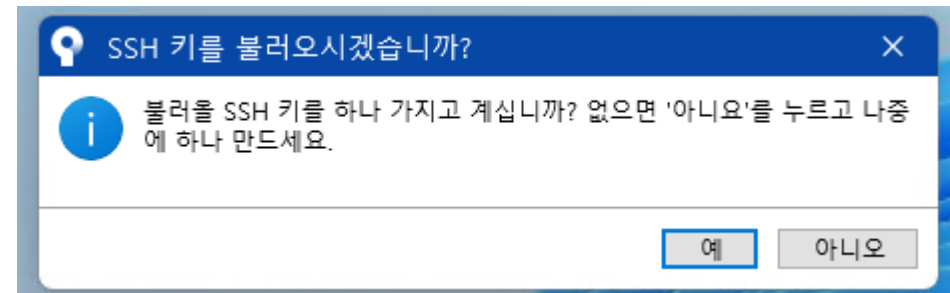 SSH 키를 불러오시겠습니까?
불러올 SSH 키를 하나 가지고 계십니까? 없으면 '아니요'를 누르고 나중
에 하나 만드세요.
예
아니오